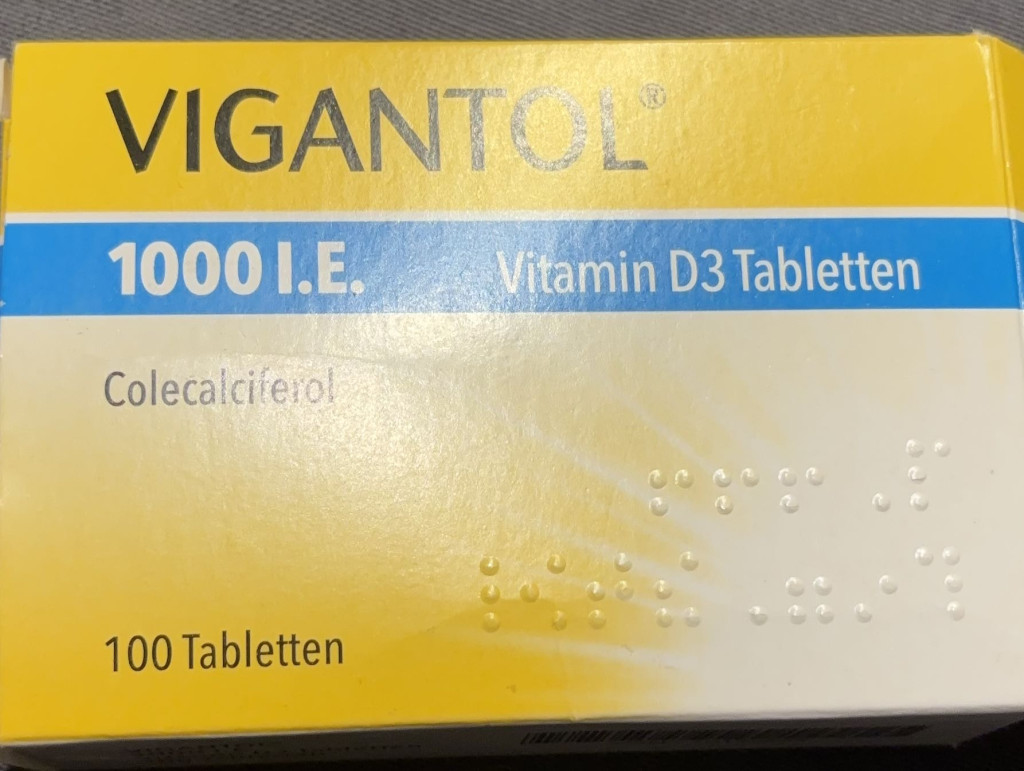 VIGANTOL®
1000 I.E. Vitamin D3 Tabletten
Colecalciferol
100 Tabletten